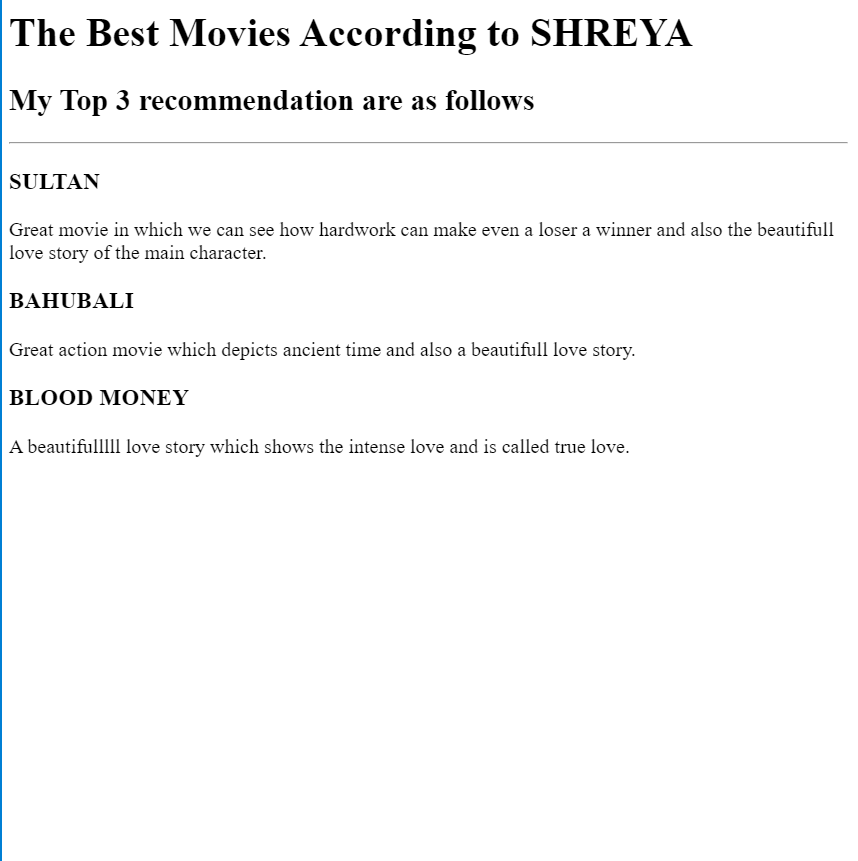 The Best Movies According to SHREYA
My Top 3 recommendation are as follows
SULTAN
Great movie in which we can see how hardwork can make even a loser a winner and also the beautifull
love story of the main character.
BAHUBALI
Great action movie which depicts ancient time and also a beautifull love story.
BLOOD MONEY
A beautifulllll love story which shows the intense love and is called true love.